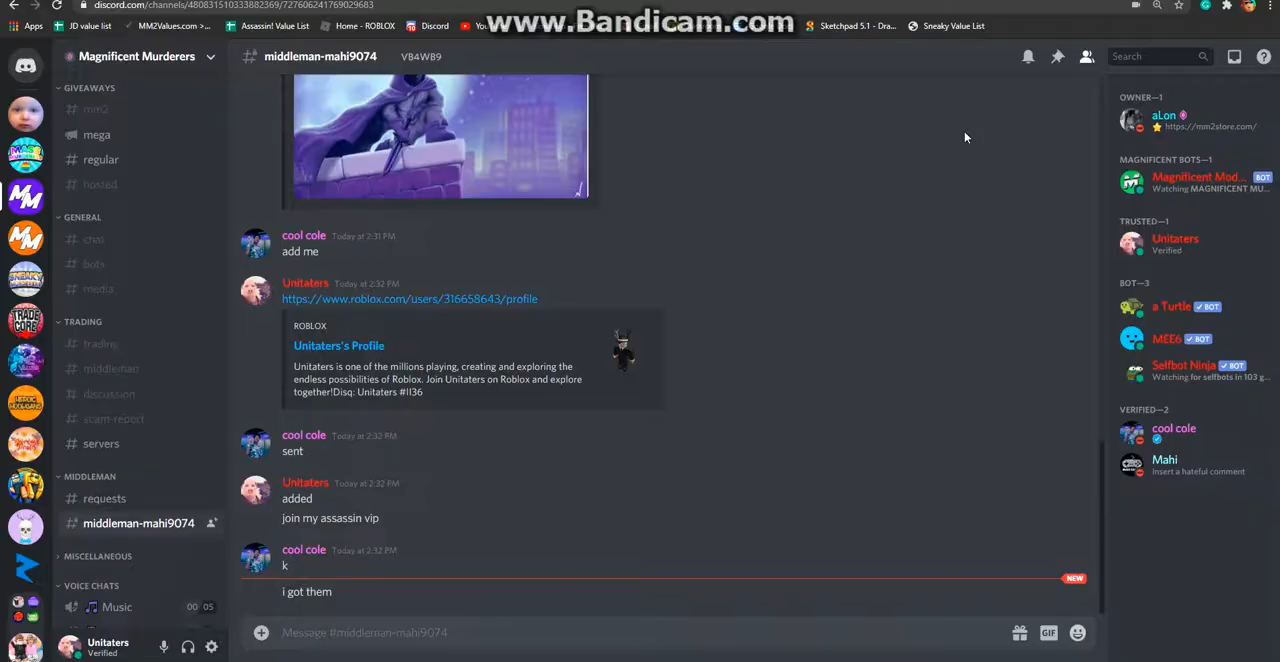 discord.com/channels/480831510333882369/727606241769029683
www.Bandicam.com
Apps
JD value list
MM2Values.com >...
Assassin! Value List
Home - ROBLOX
Discord
Sketchpad 5.1 - Dra...
Sneaky Value List
Magnificent Murderers
middleman-mahi9074
VB4WB9
Search
GIVEAWAYS
mm2
mega
regular
hosted
GENERAL
chat
bots
media
TRADING
trading
middleman
discussion
scam-report
servers
MIDDLEMAN
requests
middleman-mahi9074
MISCELLANEOUS
VOICE CHATS
Music
00 05
Unitaters
Verified
cool cole Today at 2:31 PM
add me
Unitaters Today at 2:32 PM
https://www.roblox.com/users/316658643/profile
ROBLOX
Unitaters's Profile
Unitaters is one of the millions playing, creating and exploring the
endless possibilities of Roblox. Join Unitaters on Roblox and explore
together!Disq: Unitaters #1136
cool cole Today at 2:32 PM
sent
Unitaters Today at 2:32 PM
added
join my assassin vip
cool cole Today at 2:32 PM
k
NEW
i got them
Message #middleman-mahi9074
GIF
OWNER—1
aLon
https://mm2store.com/
MAGNIFICENT BOTS—1
Magnificent Mod... BOT
Watching MAGNIFICENT MU...
TRUSTED—1
Unitaters
Verified
BOT—3
a Turtle BOT
MEE6 BOT
Selfbot Ninja BOT
Watching for selfbots in 103 g...
VERIFIED—2
cool cole
Mahi
Insert a hateful comment